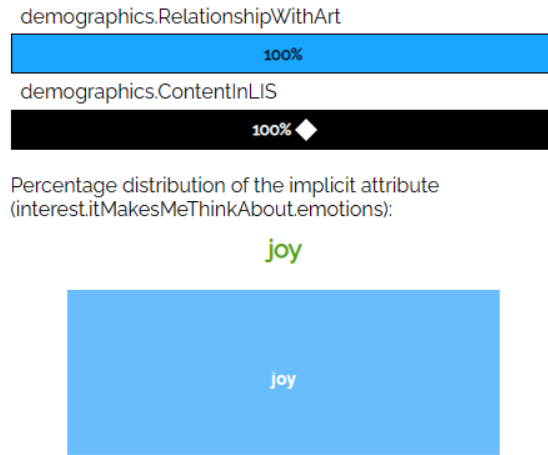 demographics.RelationshipWithArt
100%
demographics.ContentInLIS
100%
Percentage distribution of the implicit attribute
(interest.itMakesMeThinkAbout.emotions):
joy
joy